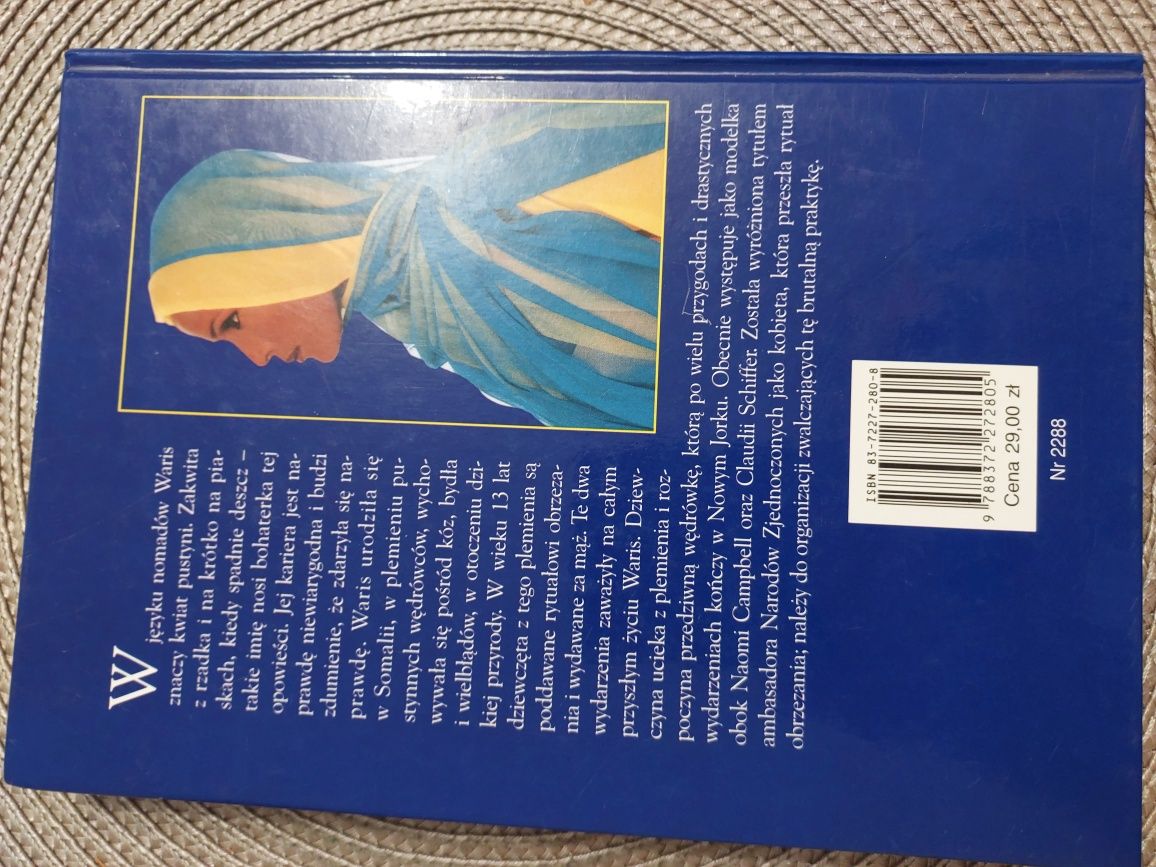 W języku nomadów Waris
znaczy kwiat pustyni. Zakwita
z rzadka i na krótko na pia-
skach, kiedy spadnie deszcz –
takie imię nosi bohaterka tej
opowieści. Jej kariera jest na-
prawdę niewiarygodna i budzi
zdumienie, że zdarzyła się na-
prawdę. Waris urodziła się
w Somalii, w plemieniu pu-
stynnych wędrowców, wycho-
wywała się pośród kóz, bydła
i wielbłądów, w otoczeniu dzi-
kiej przyrody. W wieku 13 lat
dziewczęta z tego plemienia są
poddawane rytuałowi obrzeza-
nia i wydawane za mąż. Te dwa
wydarzenia zaważyły na całym
przyszłym życiu Waris. Dziew-
czyna ucieka z plemienia i roz-
poczyna przedziwną wędrówkę, którą po wielu przygodach i drastycznych
wydarzeniach kończy w Nowym Jorku. Obecnie występuje jako modelka
obok Naomi Campbell oraz Claudii Schiffer. Została wyróżniona tytułem
ambasadora Narodów Zjednoczonych jako kobieta, która przeszła rytuał
obrzezania; należy do organizacji zwalczających tę brutalną praktykę.
ISBN 83-7227-280-8
9 788372 272805
Cena 29,00 zł
Nr 2288